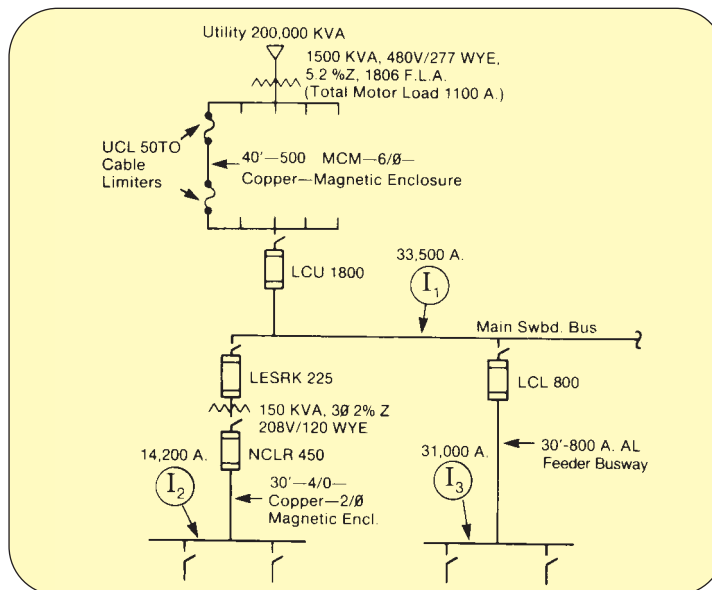 Utility 200,000 KVA
1500 KVA, 480V/277 WYE,
5.2 %Z, 1806 F.L.A.
(Total Motor Load 1100 A.)
UCL 50TO
Cable
Limiters
40'—500 MCM—6/Ø—
Copper—Magnetic Enclosure
LCU 1800
33,500 A.
I1
Main Swbd. Bus
LESRK 225
LCL 800
150 KVA, 3Ø 2% Z
208V/120 WYE
14,200 A.
NCLR 450
31,000 A.
30'-800 A. AL
Feeder Busway
I2
30'—4/0—
Copper—2/Ø
Magnetic Encl.
I3